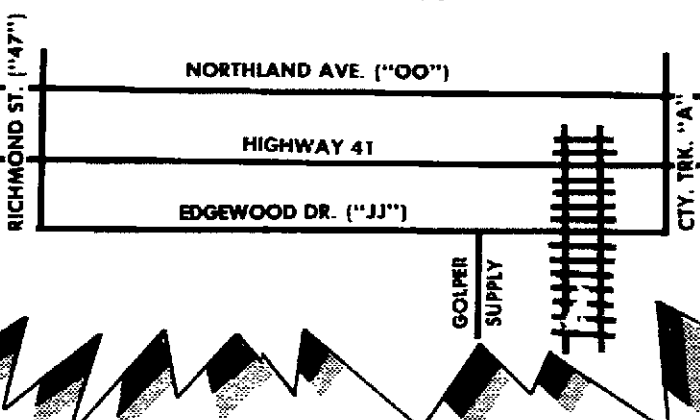 NORTHLAND AVE. ("OO")
RICHMOND ST. ("47")
HIGHWAY 41
CTY. TRK. "A"
EDGEWOOD DR. ("JJ")
GOLPER
SUPPLY